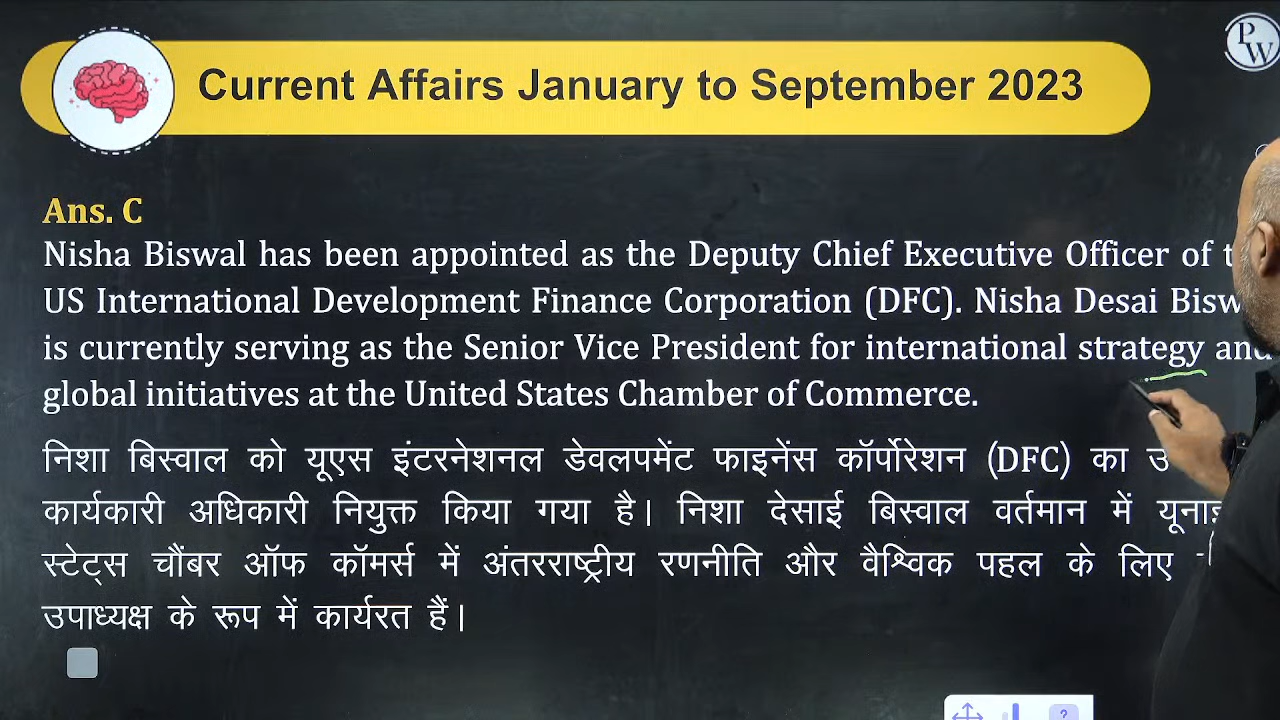 PW
Current Affairs January to September 2023
Ans. C
Nisha Biswal has been appointed as the Deputy Chief Executive Officer of
US International Development Finance Corporation (DFC). Nisha Desai
is currently serving as the Senior Vice President for international strategy and
global initiatives at the United States Chamber of Commerce.
निशा बिस्वाल को यूएस इंटरनेशनल डेवलपमेंट फाइनेंस कॉर्पोरेशन (DFC) का
कार्यकारी अधिकारी नियुक्त किया गया है। निशा देसाई बिस्वाल वर्तमान में
स्टेट्स चैंबर ऑफ कॉमर्स में अंतरराष्ट्रीय रणनीति और वैश्विक पहल के लिए
उपाध्यक्ष के रूप में कार्यरत हैं।
?